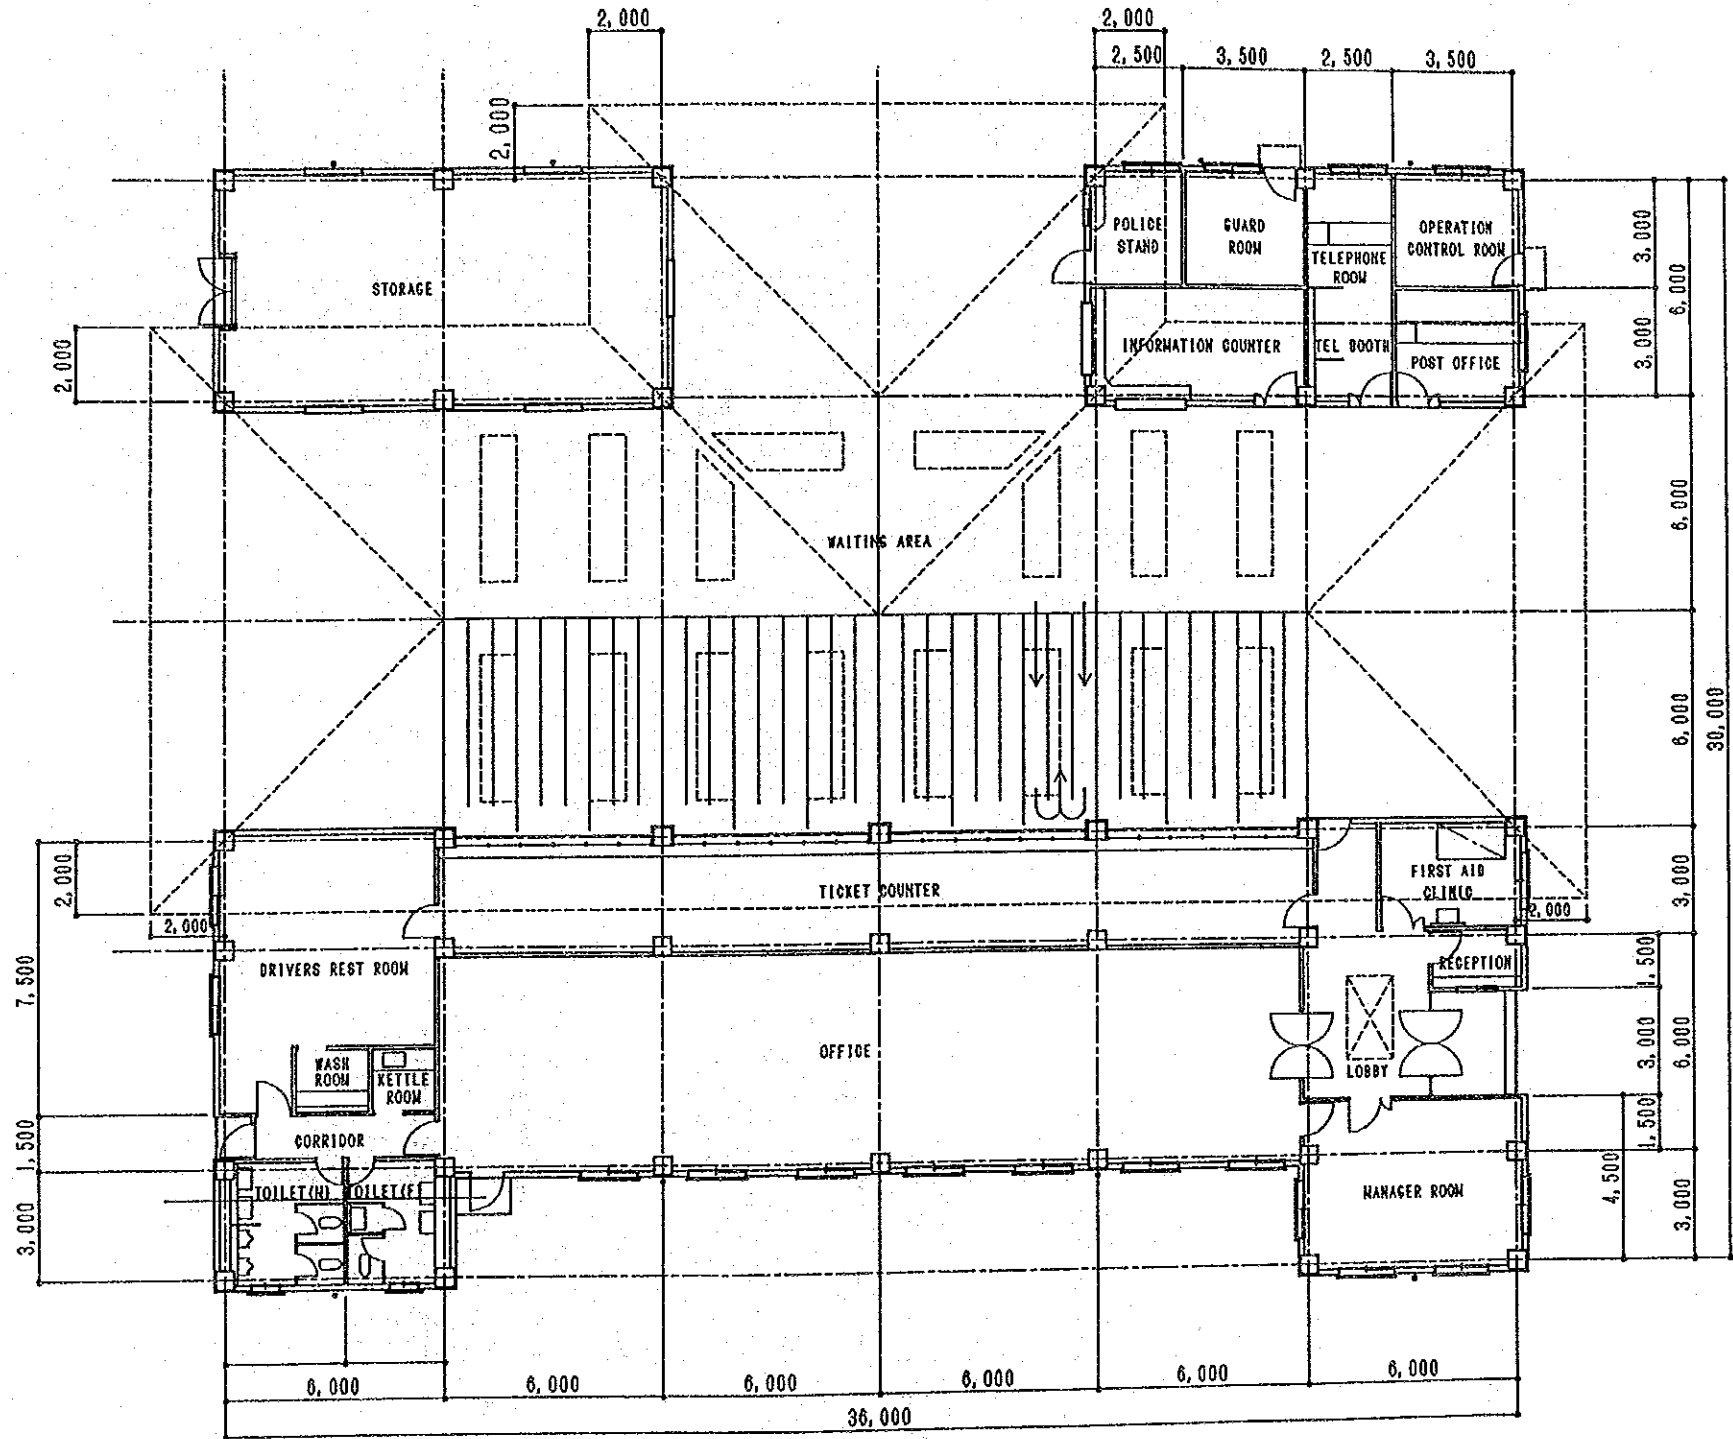 2,000
2,000
2,500
3,500
2,500
3,500
2,000
POLICE
STAND
GUARD
ROOM
OPERATION
CONTROL ROOM
TELEPHONE
ROOM
3,000
6,000
STORAGE
2,000
INFORMATION COUNTER
TEL BOOTH
POST OFFICE
3,000
6,000
WAITING AREA
6,000
30,000
2,000
TICKET COUNTER
FIRST AID
CLINIC
3,000
2,000
2,000
7,500
DRIVERS REST ROOM
RECEPTION
1,500
OFFICE
3,000
6,000
WASH
ROOM
KETTLE
ROOM
LOBBY
1,500
CORRIDOR
1,500
TOILET(M)
TOILET(F)
MANAGER ROOM
4,500
3,000
3,000
6,000
6,000
6,000
6,000
6,000
6,000
36,000